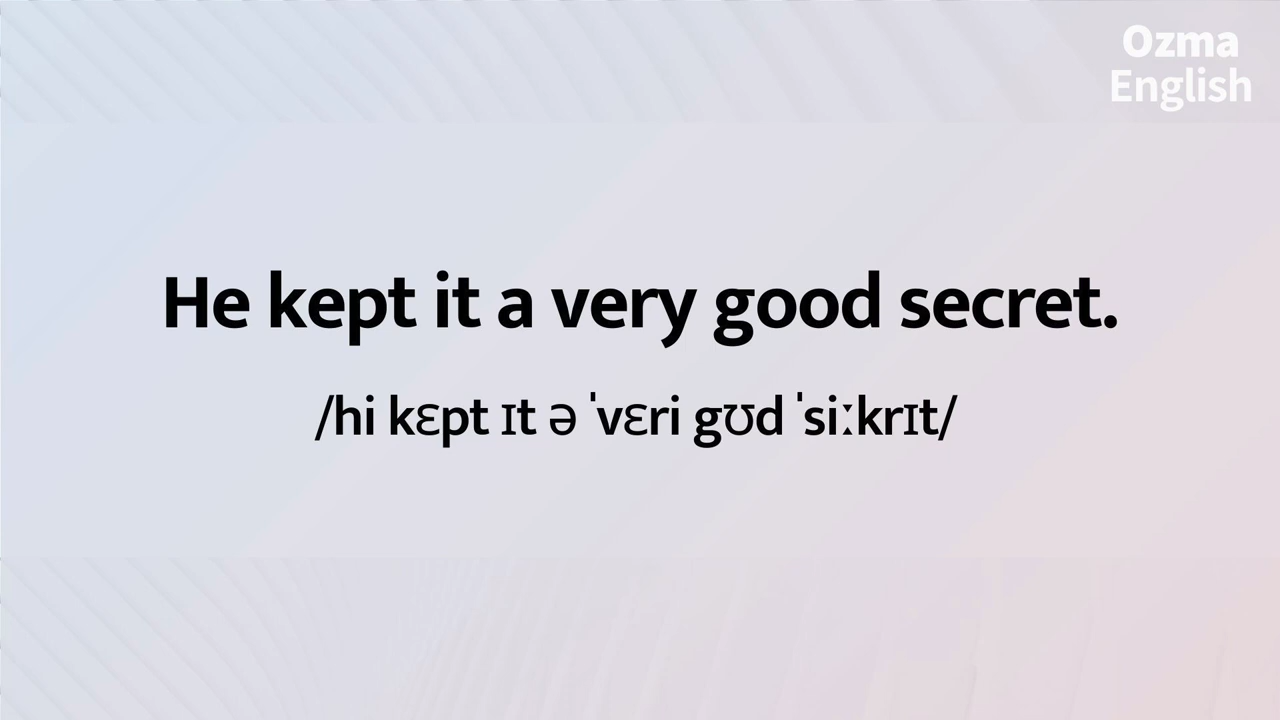 Ozma
English
He kept it a very good secret.
/hi kɛpt ɪt ə ˈvɛri gʊd ˈsiːkrɪt/